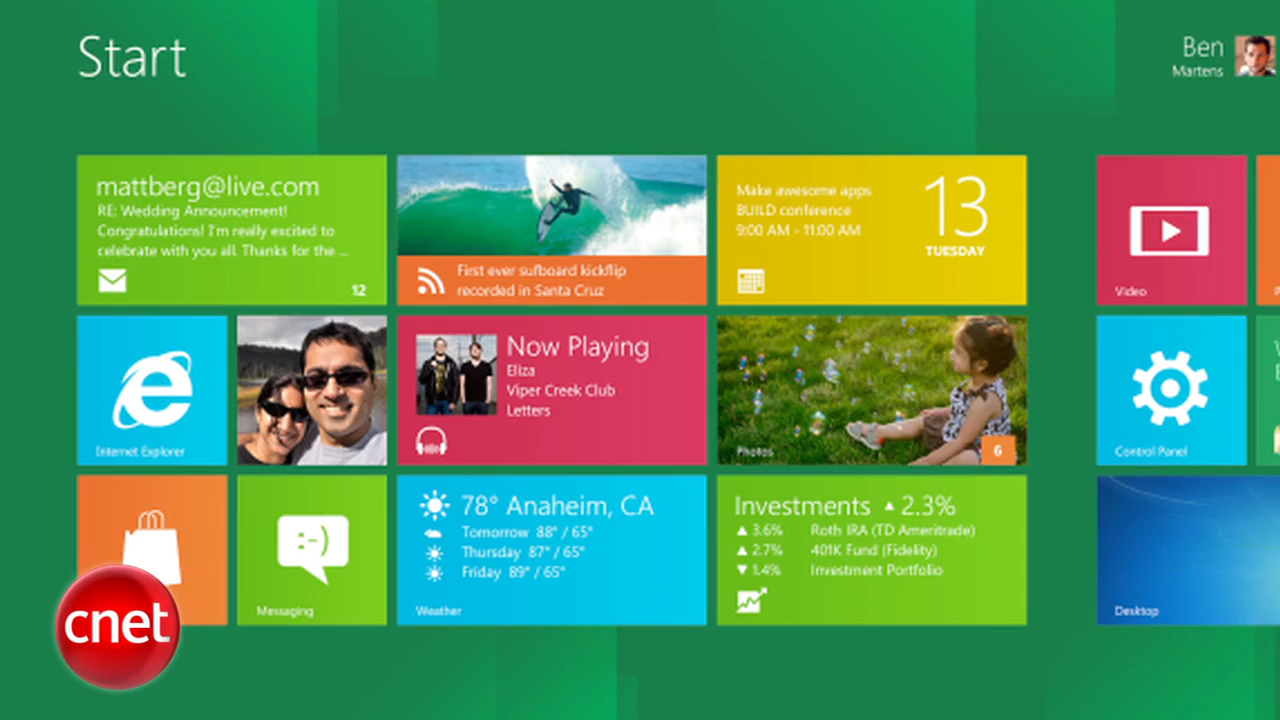 Start
Ben
Martens
mattberg@live.com
RE: Wedding Announcement!
Congratulations! I'm really excited to
celebrate with you all. Thanks for the ...
12
First ever sufboard kickflip
recorded in Santa Cruz
Make awesome apps
BUILD conference
9:00 AM - 11:00 AM
13
TUESDAY
Video
Internet Explorer
Now Playing
Eliza
Viper Creek Club
Letters
Photos
6
Control Panel
:-)
Messaging
78° Anaheim, CA
Tomorrow 88° / 65°
Thursday 87° / 65°
Friday 89° / 65°
Weather
Investments ▲ 2.3%
▲ 3.6% Roth IRA (TD Ameritrade)
▲ 2.7% 401K Fund (Fidelity)
▼ 1.4% Investment Portfolio
Desktop
cnet